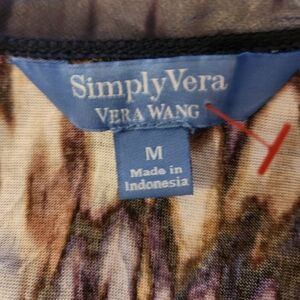 SimplyVera
VERA WANG
M
Made in
Indonesia